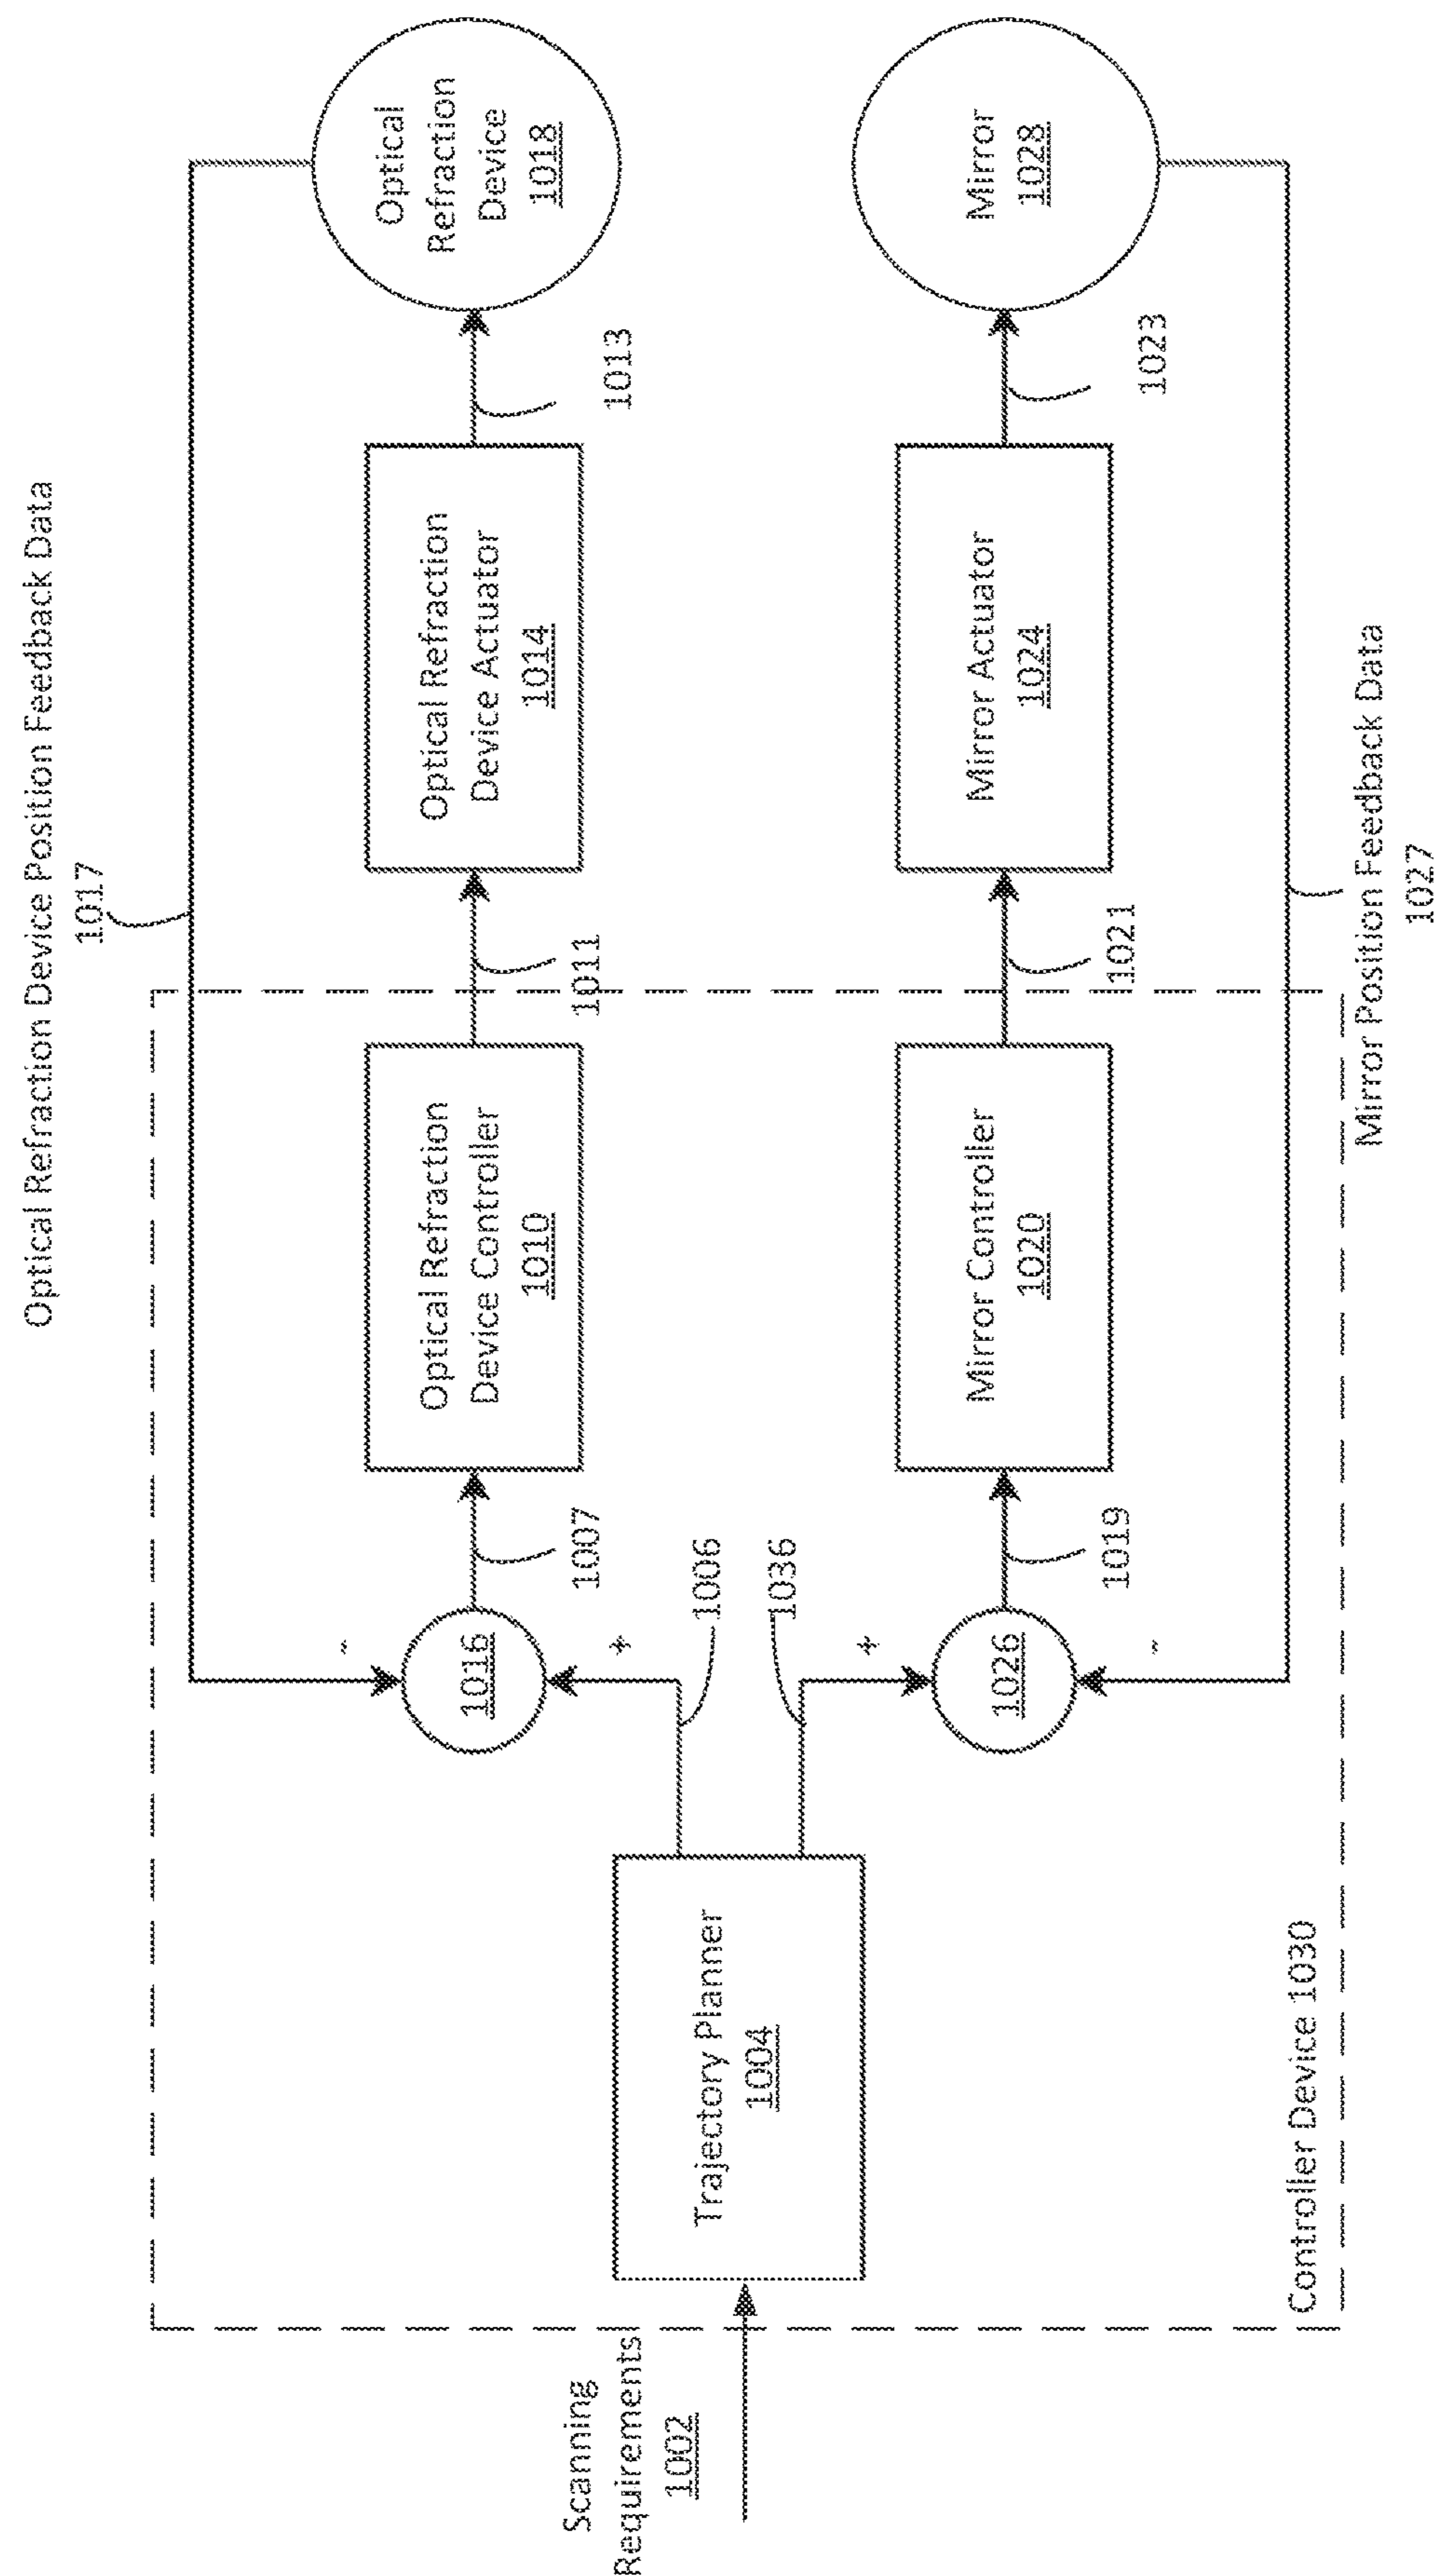 Optical Refraction Device Position Feedback Data
1017
Optical
Refraction
Device
1018
-
1016
+
1007
Optical Refraction
Device Controller
1010
1011
Optical Refraction
Device Actuator
1014
1013
Scanning
Requirements
1002
Trajectory Planner
1004
1006
1036
+
1026
-
1019
Mirror Controller
1020
1021
Mirror Actuator
1024
1023
Mirror
1028
Controller Device 1030
Mirror Position Feedback Data
1027